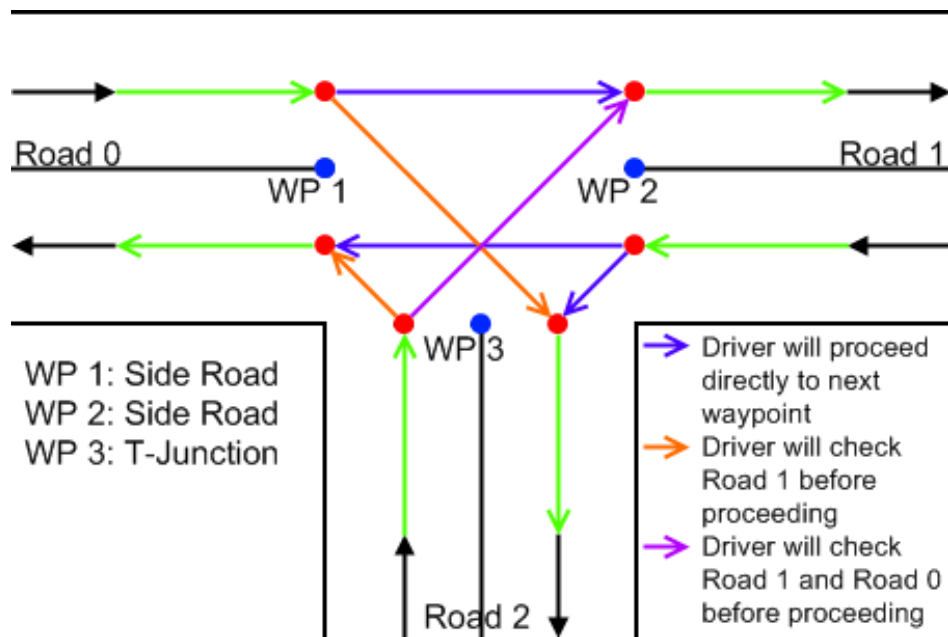 Road 0
Road 1
WP 1
WP 2
WP 3
WP 1: Side Road
WP 2: Side Road
WP 3: T-Junction
Driver will proceed
directly to next
waypoint
Driver will check
Road 1 before
proceeding
Driver will check
Road 1 and Road 0
before proceeding
Road 2